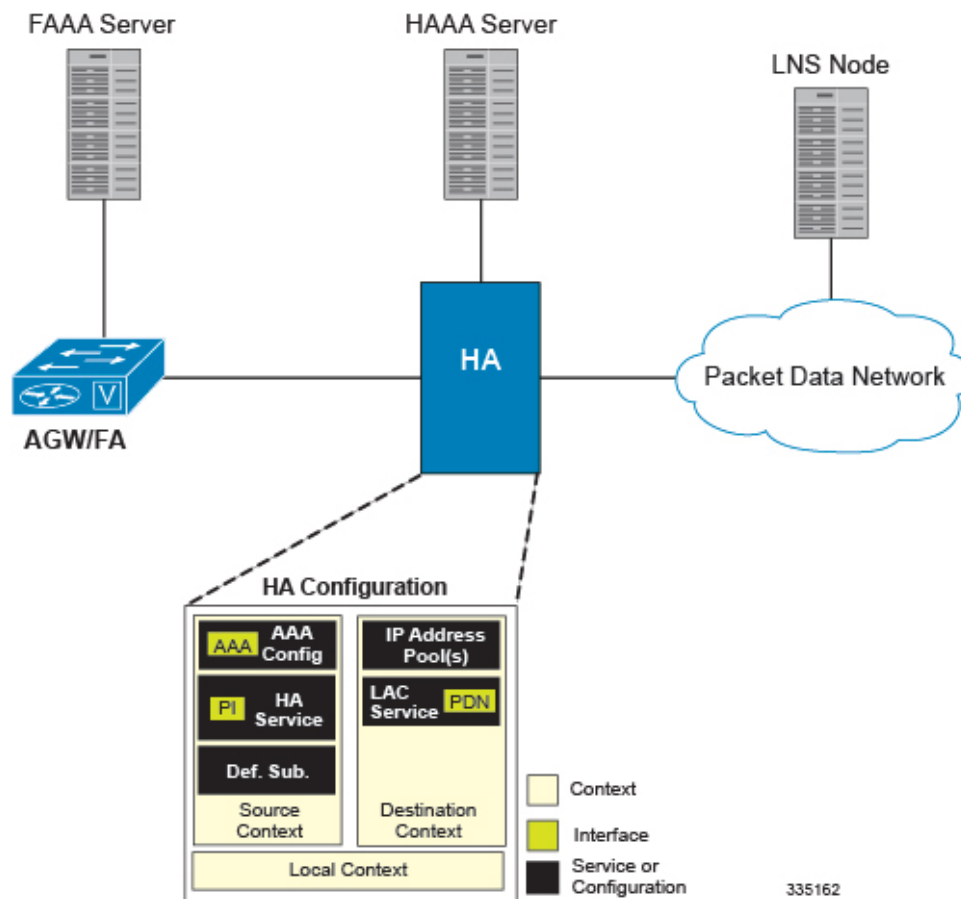 FAAA Server
HAAA Server
LNS Node
HA
Packet Data Network
V
AGW/FA
HA Configuration
AAA
AAA
Config
IP Address
Pool(s)
PI
HA
Service
LAC
Service
PDN
Def. Sub.
Source
Context
Destination
Context
Local Context
Context
Interface
Service or
Configuration
335162